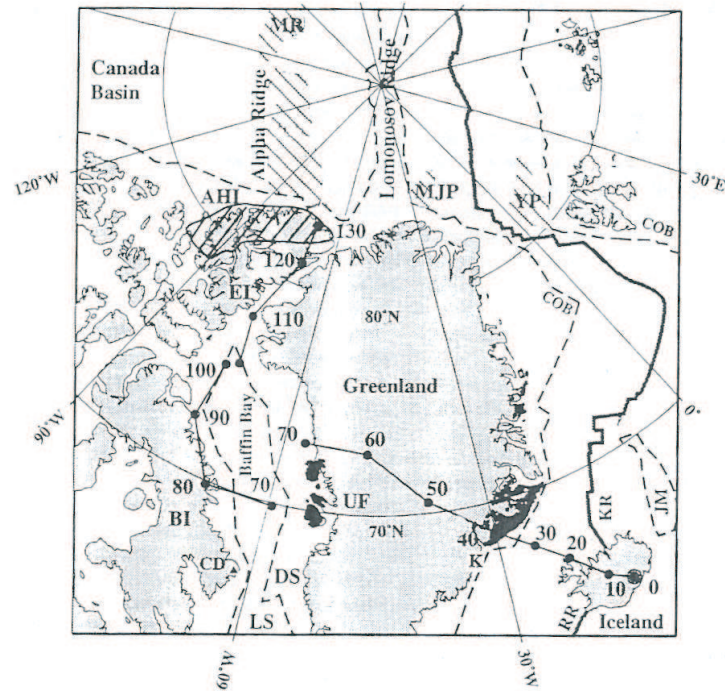 MR
Canada
Basin
Alpha Ridge
Lomonosov Ridge
120°W
30°E
AHI
MJP
YP
COB
130
120
EI
COB
110
80°N
100
Greenland
90
90°W
0°
Baffin Bay
70
60
80
70
UF
50
KR
JM
BI
70°N
40
30
20
CD
DS
K
10
0
LS
RR
Iceland
60°W
30°W